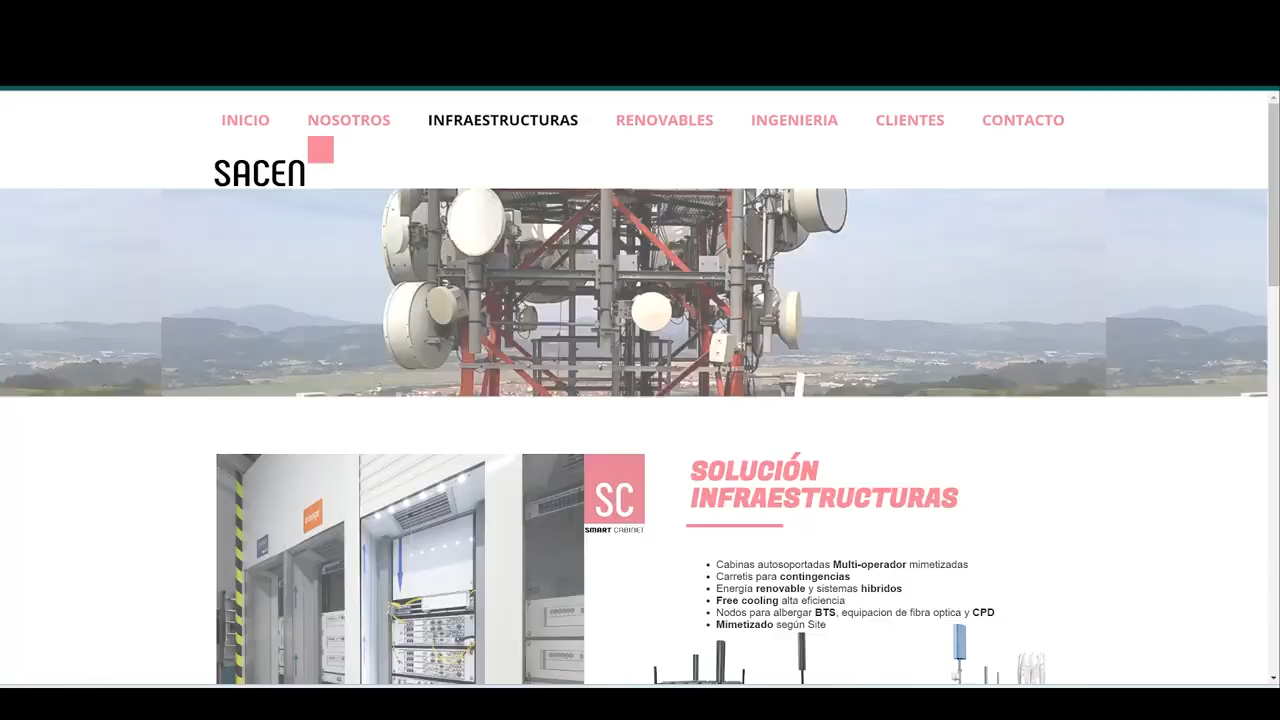 INICIO NOSOTROS INFRAESTRUCTURAS RENOVABLES INGENIERIA CLIENTES CONTACTO
SACEN
orange
SC
SMART CABINET
SOLUCIÓN
INFRAESTRUCTURAS
Cabinas autosoportadas Multi-operador mimetizadas
Carretis para contingencias
Energía renovable y sistemas hibridos
Free cooling alta eficiencia
Nodos para albergar BTS, equipacion de fibra optica y CPD
Mimetizado según Site